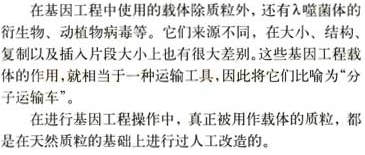 在基因工程中使用的载体除质粒外,还有λ噬菌体的
衍生物、动植物病毒等。它们来源不同,在大小、结构、
复制以及插入片段大小上也有很大差别。这些基因工程载
体的作用,就相当于一种运输工具,因此将它们比喻为“分
子运输车”。
在进行基因工程操作中,真正被用作载体的质粒,都
是在天然质粒的基础上进行过人工改造的。